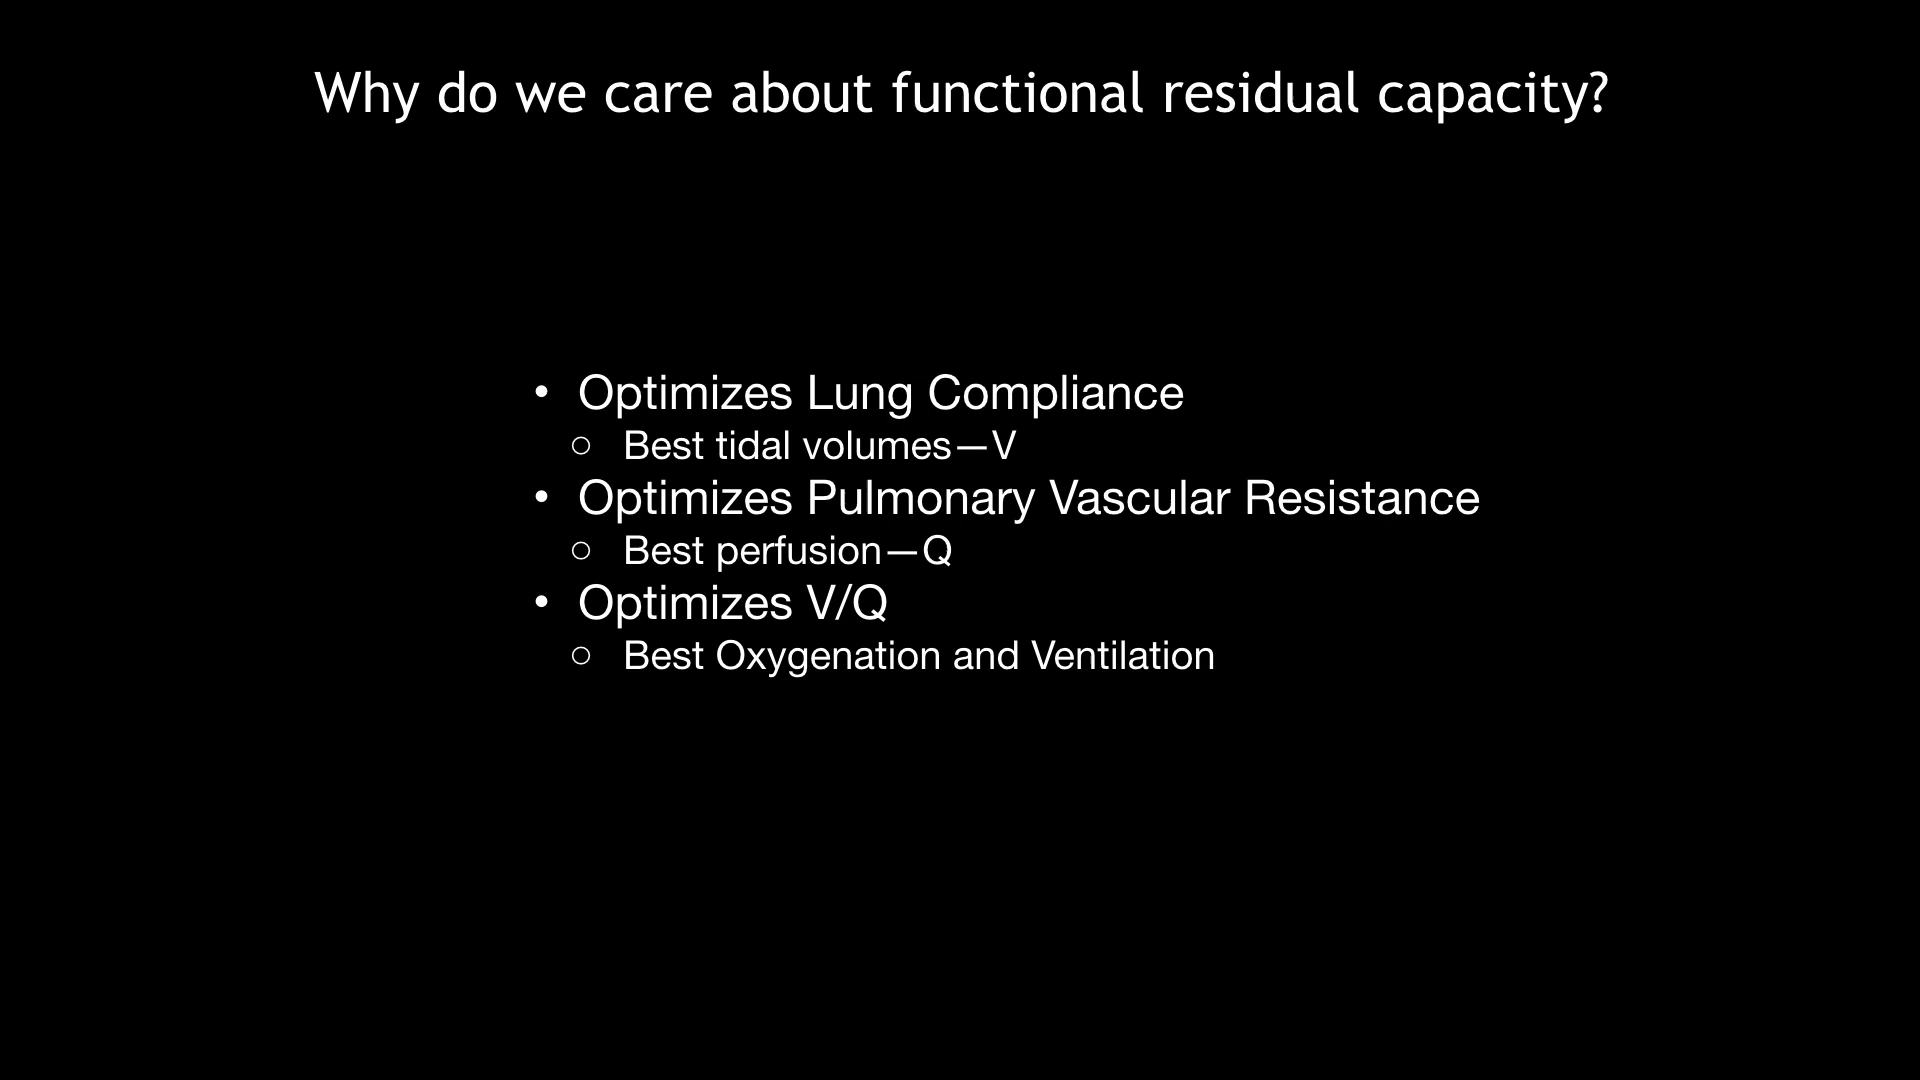 Why do we care about functional residual capacity?
• Optimizes Lung Compliance
○ Best tidal volumes—V
• Optimizes Pulmonary Vascular Resistance
○ Best perfusion—Q
• Optimizes V/Q
○ Best Oxygenation and Ventilation